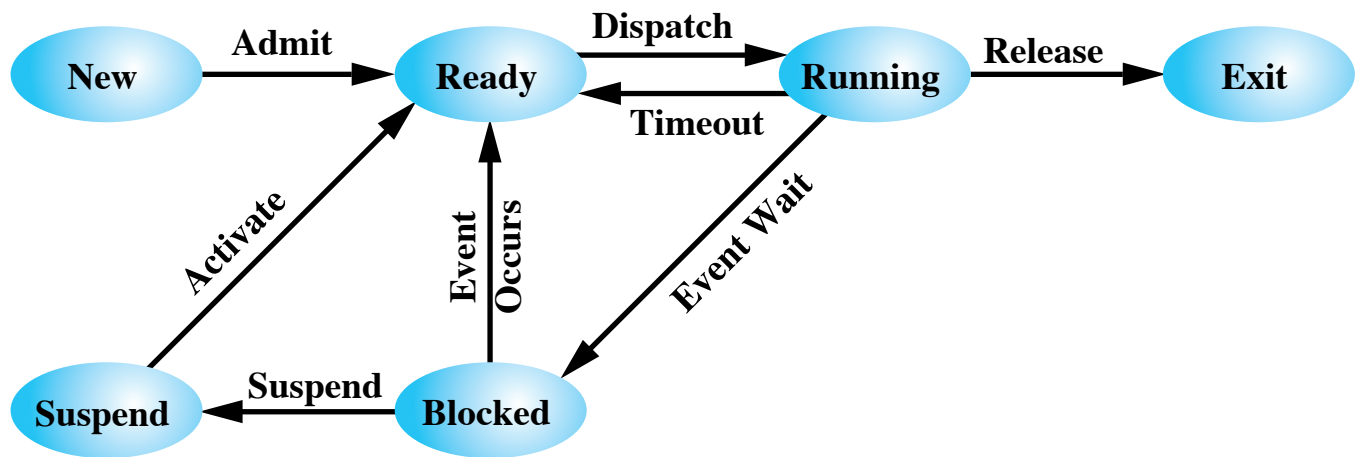 Admit
Dispatch
Release
New
Ready
Running
Exit
Timeout
Activate
Event
Occurs
Event Wait
Suspend
Suspend
Blocked